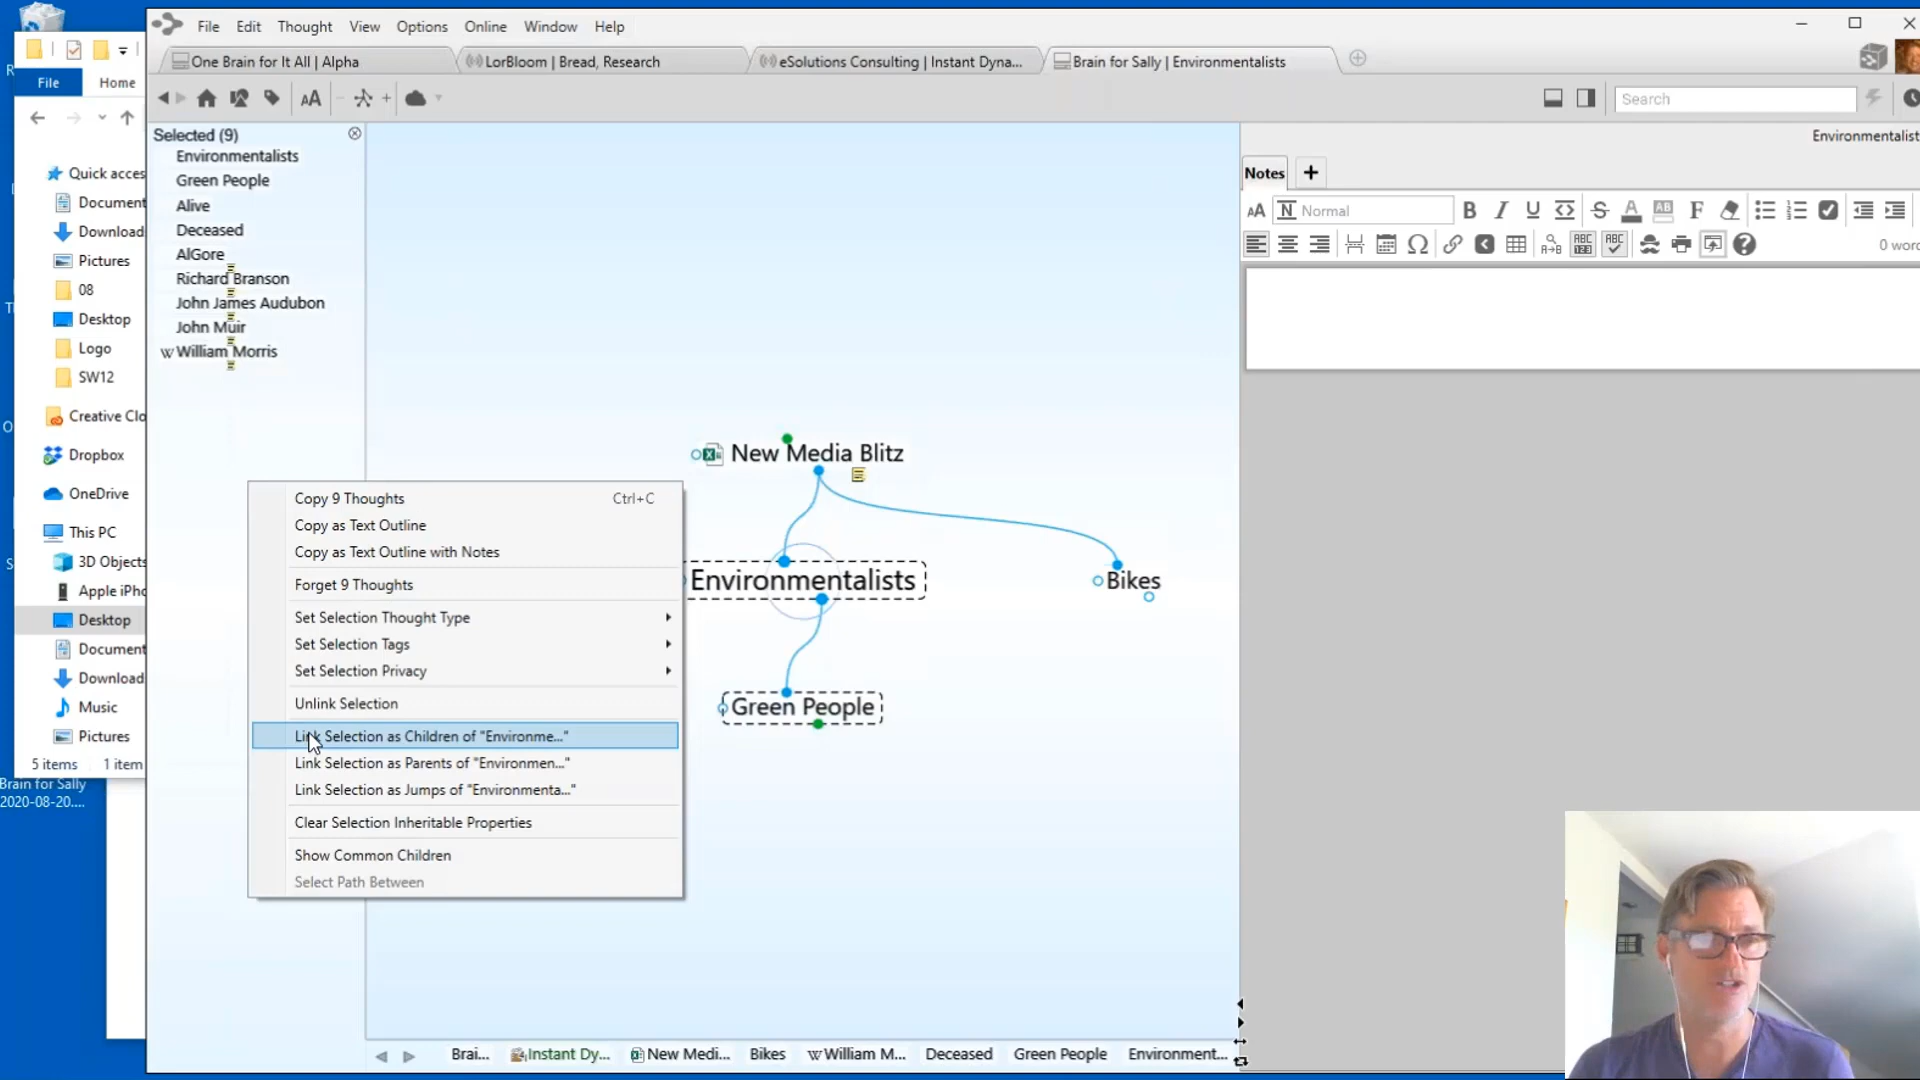 File Edit Thought View Options Online Window Help
One Brain for It All | Alpha
LorBloom | Bread, Research
eSolutions Consulting | Instant Dyna...
Brain for Sally | Environmentalists
Search
File Home
Quick acces
Document
Download
Pictures
08
Desktop
Logo
SW12
Creative Clo
Dropbox
OneDrive
This PC
3D Objects
Apple iPho
Desktop
Document
Download
Music
Pictures
5 items 1 item
Brain for Sally
2020-08-20....
Selected (9)
Environmentalists
Green People
Alive
Deceased
AlGore
Richard Branson
John James Audubon
John Muir
William Morris
New Media Blitz
Environmentalists
Bikes
Green People
Copy 9 Thoughts Ctrl+C
Copy as Text Outline
Copy as Text Outline with Notes
Forget 9 Thoughts
Set Selection Thought Type
Set Selection Tags
Set Selection Privacy
Unlink Selection
Link Selection as Children of "Environme..."
Link Selection as Parents of "Environmen..."
Link Selection as Jumps of "Environmenta..."
Clear Selection Inheritable Properties
Show Common Children
Select Path Between
Environmentalist
Notes
Normal
0 word
Brai... Instant Dy... New Medi... Bikes William M... Deceased Green People Environment...